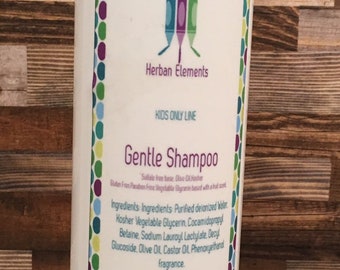 Herban Elements
KIDS ONLY LINE
Gentle Shampoo
Sulfate free base. Olive Oil Kosher
Gluten Free Paraben Free Vegetable Glycerin based with a fruit scent.
Ingredients: Ingredients: Purified deionized Water,
Kosher Vegetable Glycerin, Cocamidopropyl
Betaine, Sodium Lauroyl Lactylate, Decyl
Glucoside, Olive Oil, Castor Oil, Phenoxyethanol
fragrance.